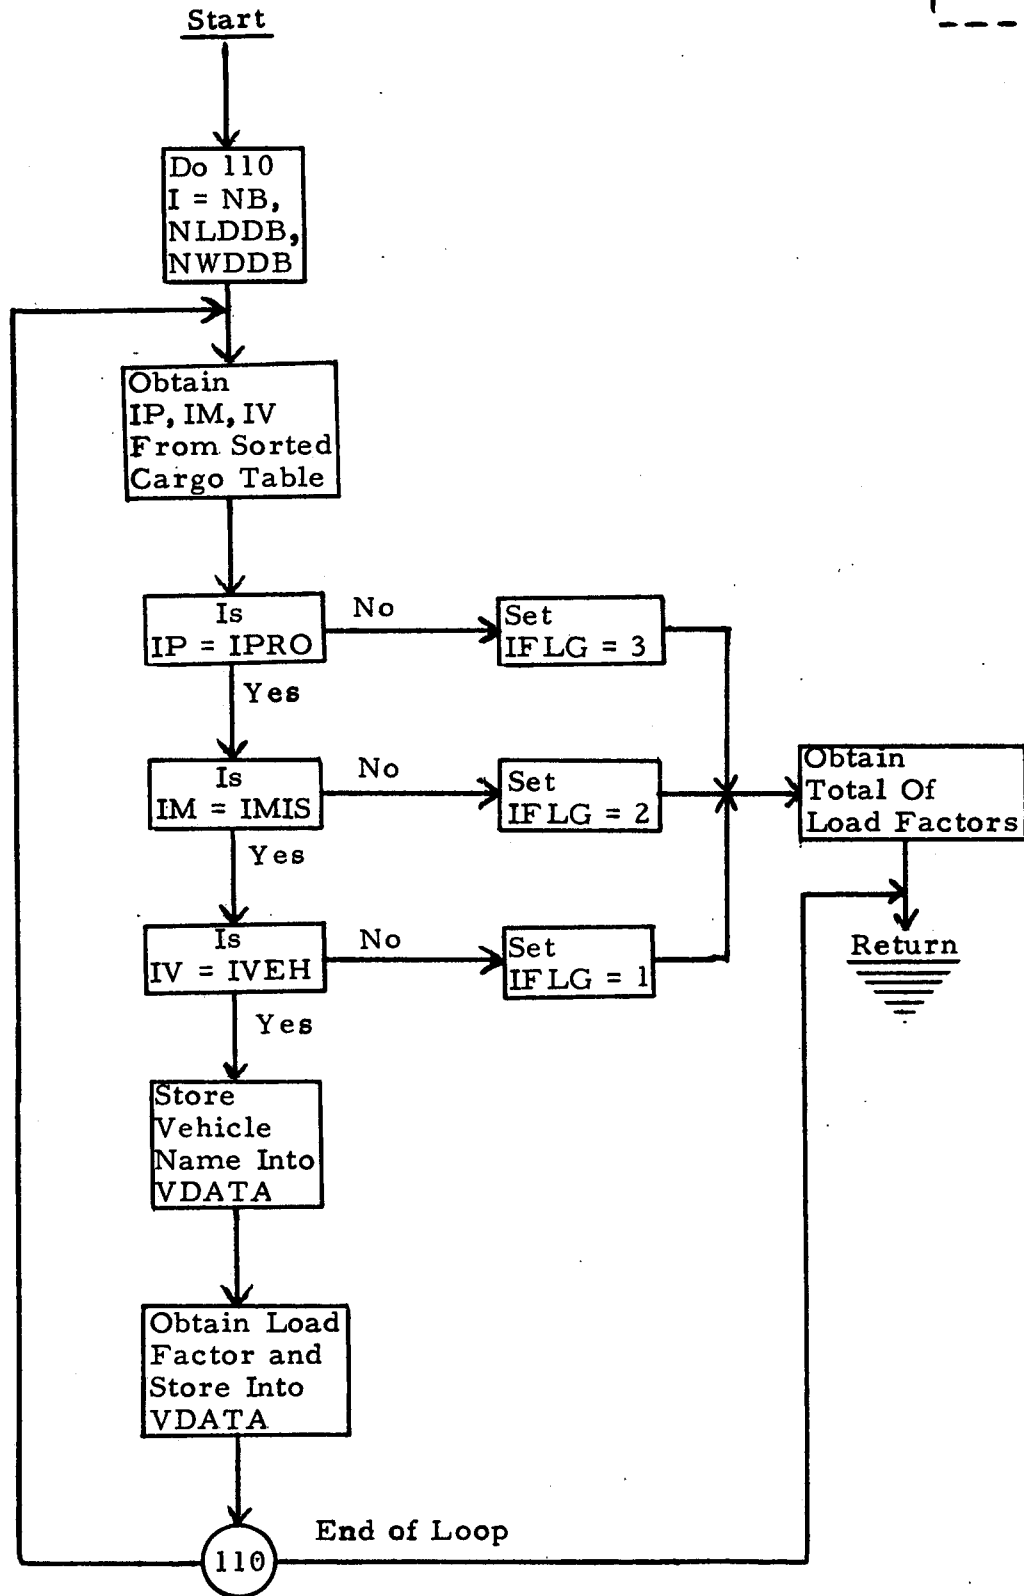 Start
Do 110
I = NB,
NLDDB,
NWDDB
Obtain
IP, IM, IV
From Sorted
Cargo Table
Is
IP = IPRO
No
Set
IFLG = 3
Yes
Is
IM = IMIS
No
Set
IFLG = 2
Obtain
Total Of
Load Factors
Yes
Is
IV = IVEH
No
Set
IFLG = 1
Return
Yes
Store
Vehicle
Name Into
VDATA
Obtain Load
Factor and
Store Into
VDATA
110
End of Loop